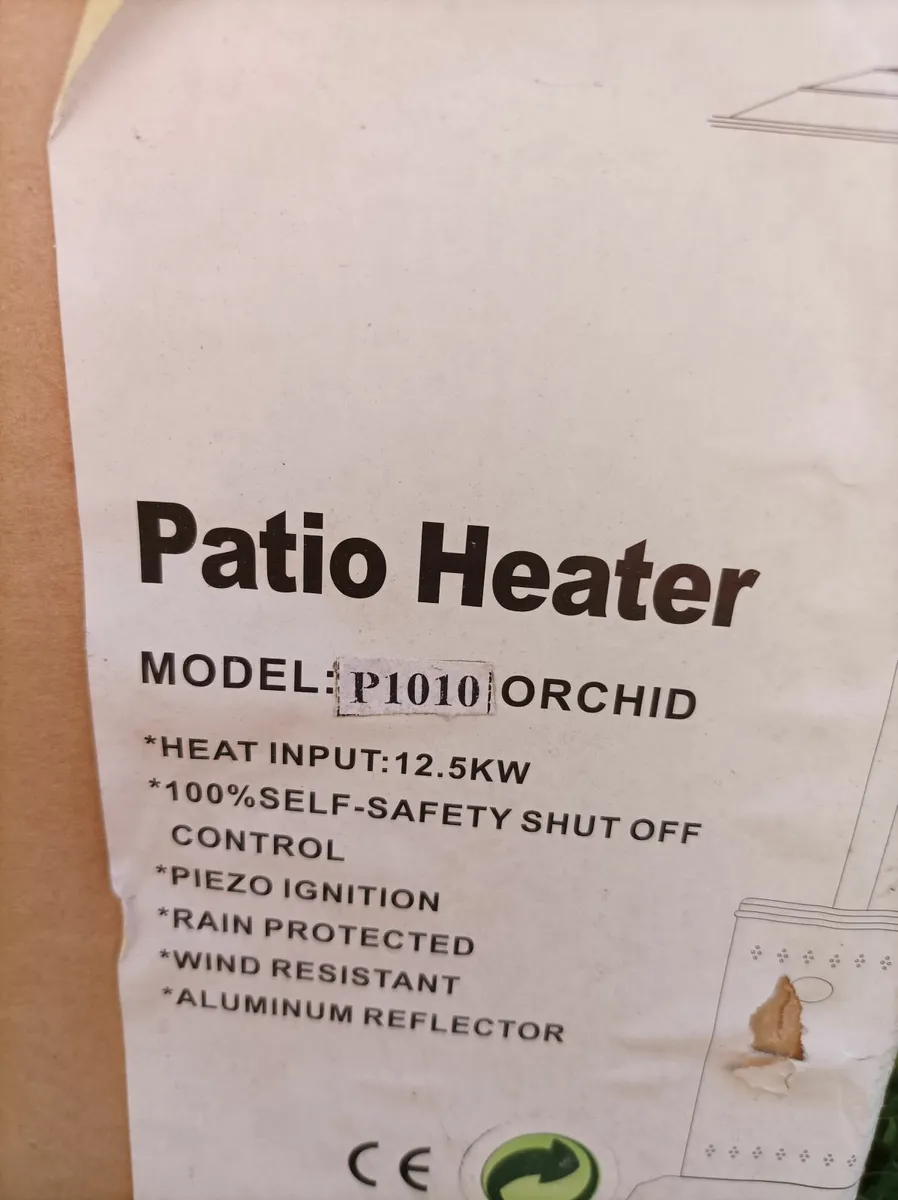 Patio Heater
MODEL: P1010 ORCHID
*HEAT INPUT:12.5KW
*100%SELF-SAFETY SHUT OFF
CONTROL
*PIEZO IGNITION
*RAIN PROTECTED
*WIND RESISTANT
*ALUMINUM REFLECTOR
CE